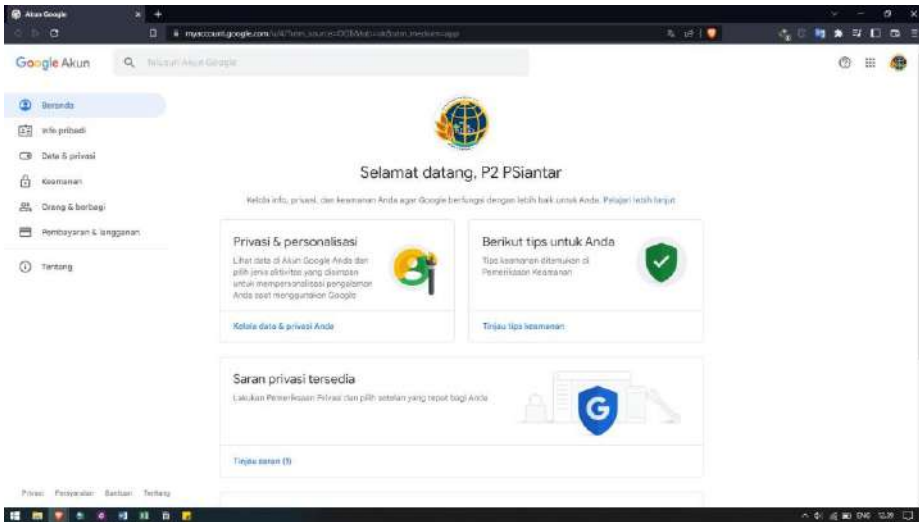 Akun Google
myaccount.google.com
Google Akun
Telusuri Akun Google
Beranda
Info pribadi
Data & privasi
Keamanan
Orang & berbagi
Pembayaran & langganan
Tentang
Selamat datang, P2 PSiantar
Kelola info, privasi, dan keamanan Anda agar Google berfungsi dengan lebih baik untuk Anda. Pelajari lebih lanjut
Privasi & personalisasi
Lihat data di Akun Google Anda dan
pilih jenis aktivitas yang disimpan
untuk mempersonalisasi pengalaman
Anda saat menggunakan Google
Kelola data & privasi Anda
Berikut tips untuk Anda
Tips keamanan ditemukan di
Pemeriksaan Keamanan
Tinjau tips keamanan
Saran privasi tersedia
Lakukan Pemeriksaan Privasi dan pilih setelan yang tepat bagi Anda
Tinjau saran (1)
Privasi Persyaratan Bantuan Tentang
ENG